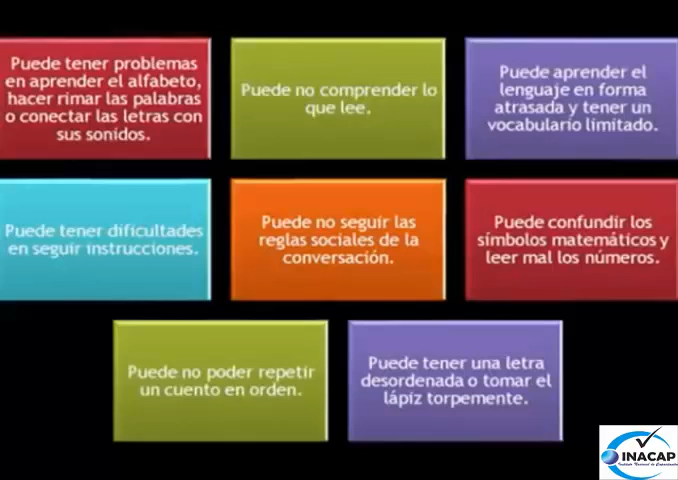 Puede tener problemas
en aprender el alfabeto,
hacer rimar las palabras
o conectar las letras con
sus sonidos.
Puede no comprender lo
que lee.
Puede aprender el
lenguaje en forma
atrasada y tener un
vocabulario limitado.
Puede tener dificultades
en seguir instrucciones.
Puede no seguir las
reglas sociales de la
conversación.
Puede confundir los
símbolos matemáticos y
leer mal los números.
Puede no poder repetir
un cuento en orden.
Puede tener una letra
desordenada o tomar el
lápiz torpemente.
INACAP
Instituto Nacional de Capacitación